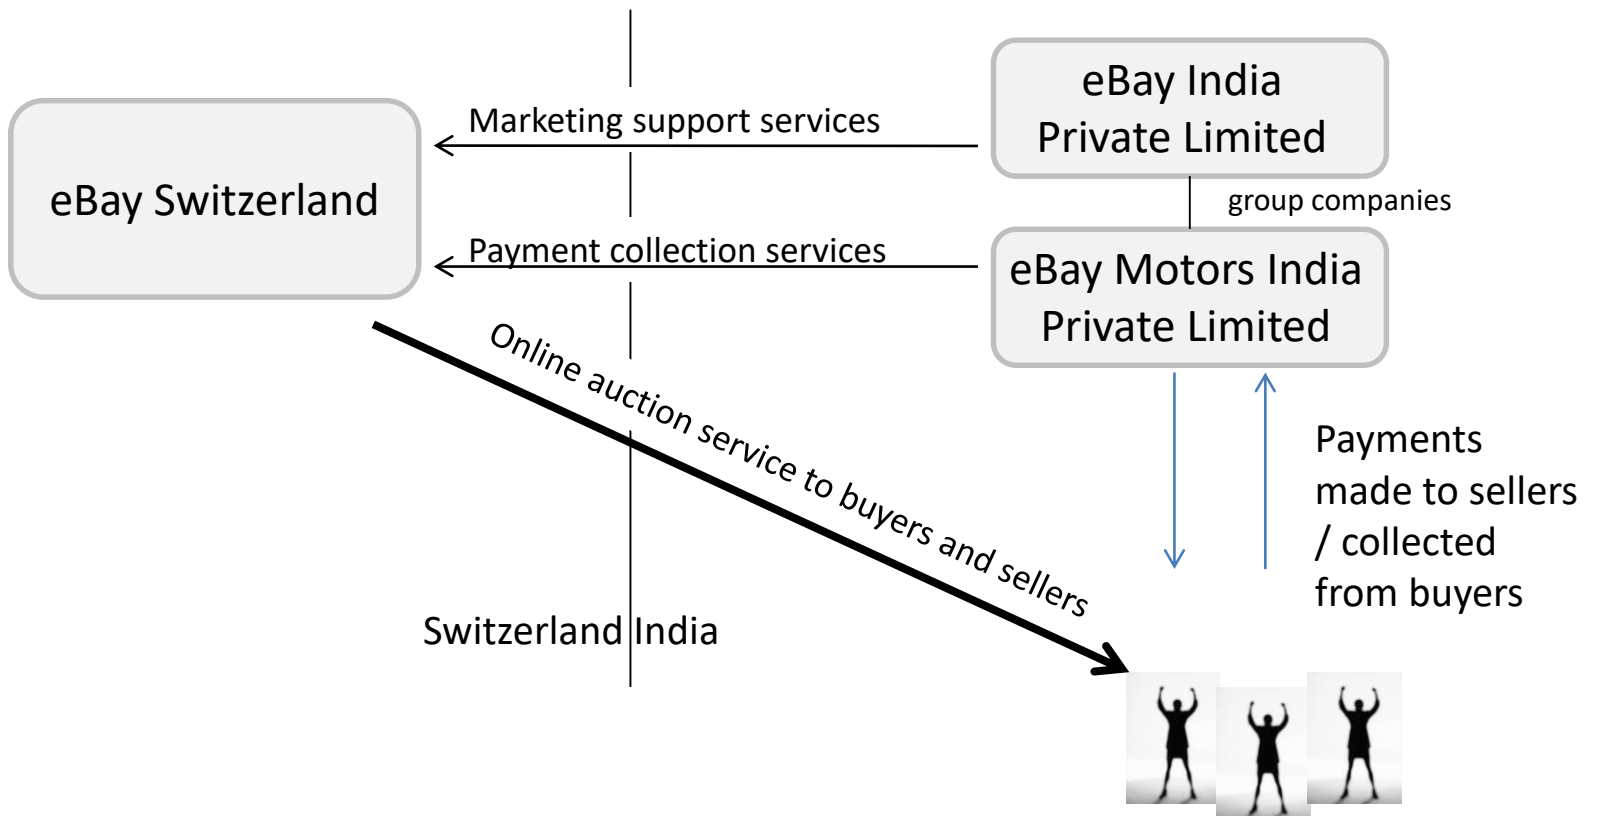 eBay India
Private Limited
Marketing support services
eBay Switzerland
group companies
Payment collection services
eBay Motors India
Private Limited
Online auction service to buyers and sellers
Payments
made to sellers
/ collected
from buyers
Switzerland India